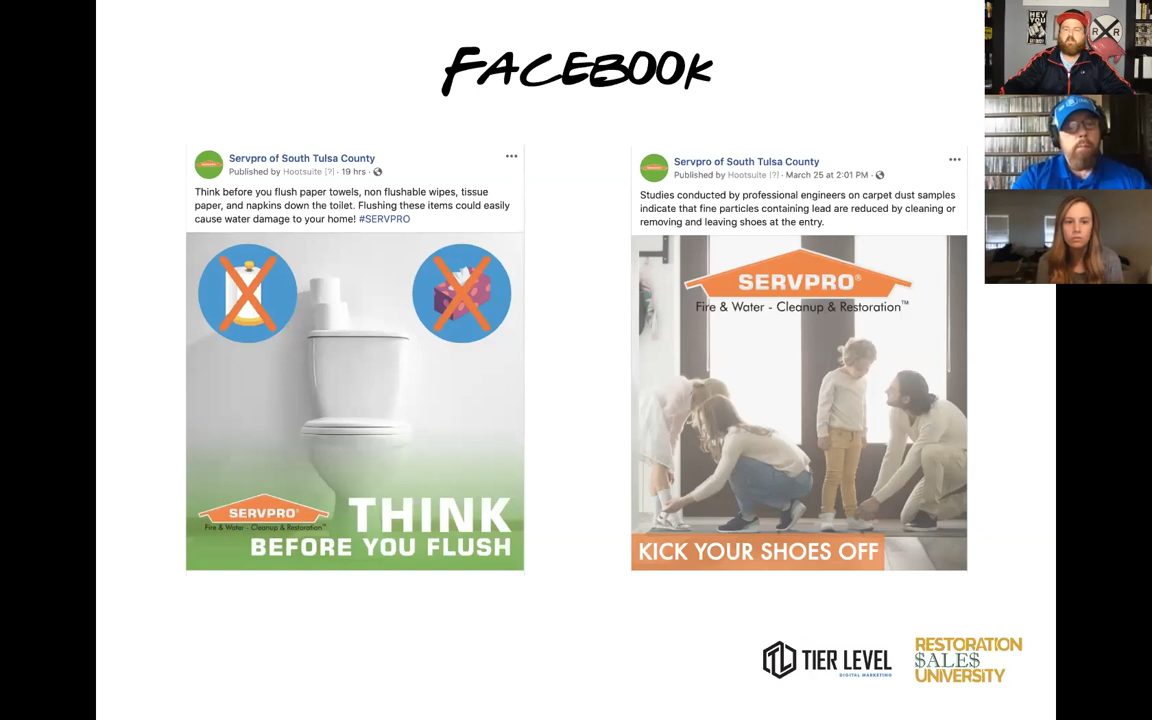 FACEBOOK
Servpro of South Tulsa County
Published by Hootsuite [?] · 19 hrs ·
Think before you flush paper towels, non flushable wipes, tissue
paper, and napkins down the toilet. Flushing these items could easily
cause water damage to your home! #SERVPRO
SERVPRO®
Fire & Water - Cleanup & Restoration™
THINK
BEFORE YOU FLUSH
Servpro of South Tulsa County
Published by Hootsuite [?] · March 25 at 2:01 PM ·
Studies conducted by professional engineers on carpet dust samples
indicate that fine particles containing lead are reduced by cleaning or
removing and leaving shoes at the entry.
SERVPRO®
Fire & Water - Cleanup & Restoration™
KICK YOUR SHOES OFF
HEY
YOU
R R
TL TIER LEVEL
DIGITAL MARKETING
RESTORATION
$ALE$
UNIVERSITY